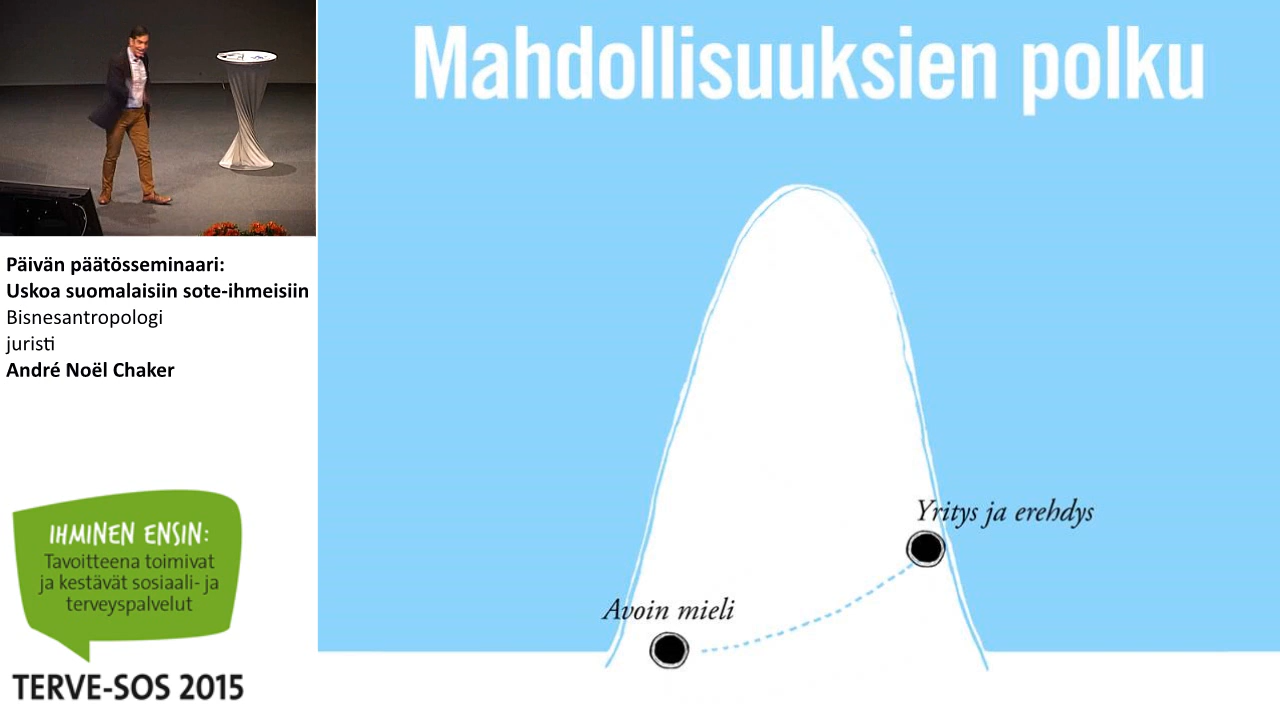 Mahdollisuuksien polku
Päivän päätösseminaari:
Uskoa suomalaisiin sote-ihmeisiin
Bisnesantropologi
juristi
André Noël Chaker
Yritys ja erehdys
Avoin mieli
IHMINEN ENSIN:
Tavoitteena toimivat
ja kestävät sosiaali- ja
terveyspalvelut
TERVE-SOS 2015